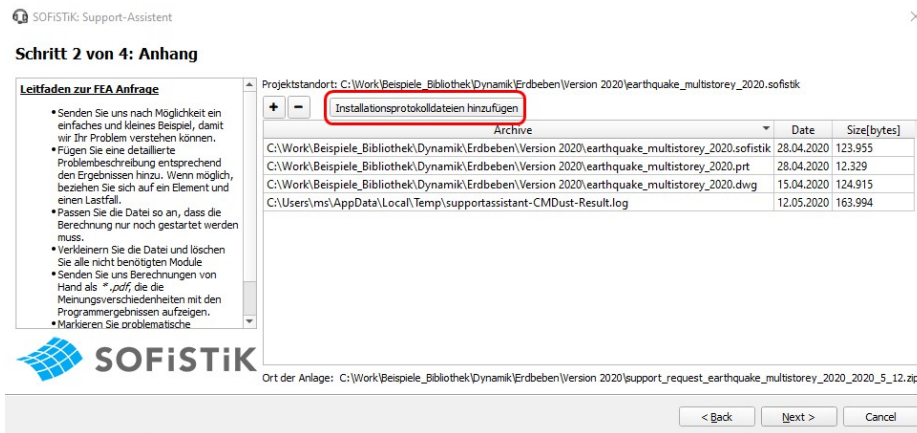 SOFiSTiK: Support-Assistent
Schritt 2 von 4: Anhang
Leitfaden zur FEA Anfrage
•Senden Sie uns nach Möglichkeit ein
einfaches und kleines Beispiel, damit
wir Ihr Problem verstehen können.
•Fügen Sie eine detaillierte
Problembeschreibung entsprechend
den Ergebnissen hinzu. Wenn möglich,
beziehen Sie sich auf ein Element und
einen Lastfall.
•Passen Sie die Datei so an, dass die
Berechnung nur noch gestartet werden
muss.
•Verkleinern Sie die Datei und löschen
Sie alle nicht benötigten Module
•Senden Sie uns Berechnungen von
Hand als *.pdf, die die
Meinungsverschiedenheiten mit den
Programmergebnissen aufzeigen.
•Markieren Sie problematische
SOFiSTiK
Projektstandort: C:\Work\Beispiele_Bibliothek\Dynamik\Erdbeben\Version 2020\earthquake_multistorey_2020.sofistik
+ - Installationsprotokolldateien hinzufügen
Archive Date Size[bytes]
C:\Work\Beispiele_Bibliothek\Dynamik\Erdbeben\Version 2020\earthquake_multistorey_2020.sofistik 28.04.2020 123.955
C:\Work\Beispiele_Bibliothek\Dynamik\Erdbeben\Version 2020\earthquake_multistorey_2020.prt 28.04.2020 12.329
C:\Work\Beispiele_Bibliothek\Dynamik\Erdbeben\Version 2020\earthquake_multistorey_2020.dwg 15.04.2020 124.915
C:\Users\ms\AppData\Local\Temp\supportassistant-CMDust-Result.log 12.05.2020 163.994
Ort der Anlage: C:\Work\Beispiele_Bibliothek\Dynamik\Erdbeben\Version 2020\support_request_earthquake_multistorey_2020_2020_5_12.zip
< Back Next > Cancel